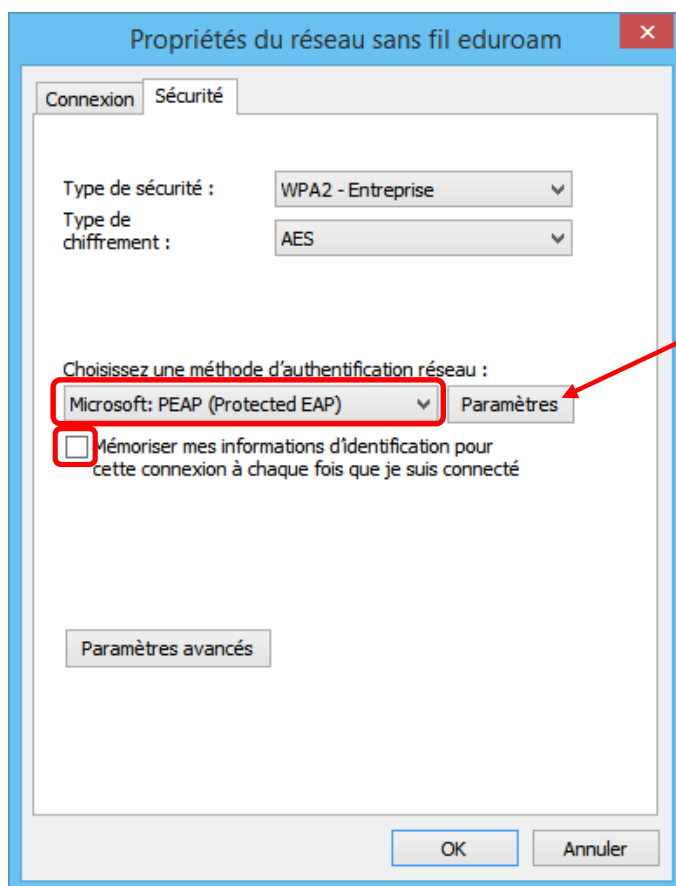 Propriétés du réseau sans fil eduroam
Connexion Sécurité
Type de sécurité : WPA2 - Entreprise
Type de
chiffrement : AES
Choisissez une méthode d'authentification réseau :
Microsoft: PEAP (Protected EAP) Paramètres
Mémoriser mes informations d'identification pour
cette connexion à chaque fois que je suis connecté
Paramètres avancés
OK Annuler